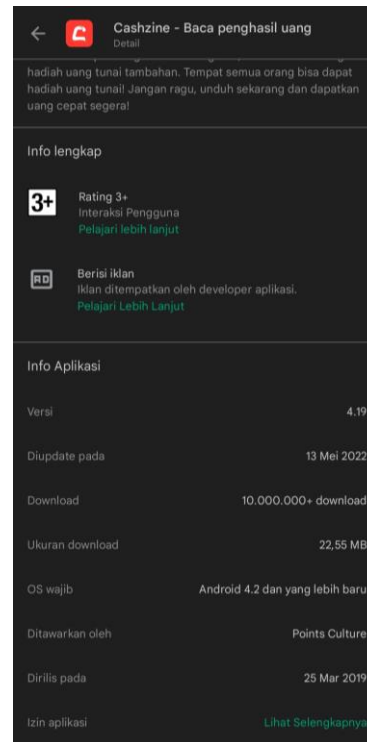 Cashzine - Baca penghasil uang
Detail
hadiah uang tunai tambahan. Tempat semua orang bisa dapat
hadiah uang tunai! Jangan ragu, unduh sekarang dan dapatkan
uang cepat segera!
Info lengkap
3+
Rating 3+
Interaksi Pengguna
Pelajari lebih lanjut
AD
Berisi iklan
Iklan ditempatkan oleh developer aplikasi.
Pelajari Lebih Lanjut
Info Aplikasi
Versi 4.19
Diupdate pada 13 Mei 2022
Download 10.000.000+ download
Ukuran download 22,55 MB
OS wajib Android 4.2 dan yang lebih baru
Ditawarkan oleh Points Culture
Dirilis pada 25 Mar 2019
Izin aplikasi Lihat Selengkapnya